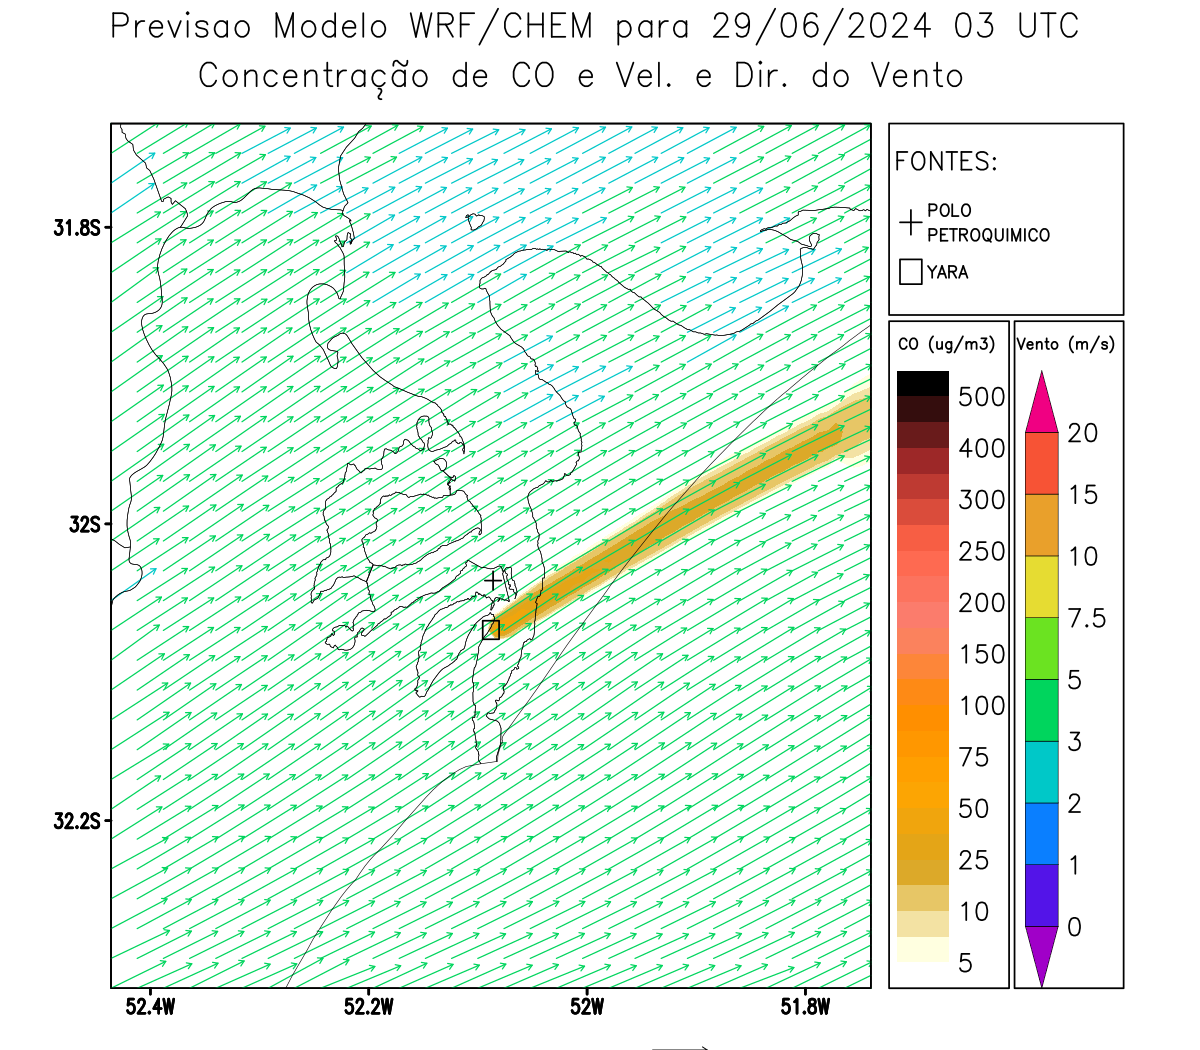 Previsao Modelo WRF/CHEM para 29/06/2024 03 UTC
Concentração de CO e Vel. e Dir. do Vento
FONTES:
POLO
PETROQUIMICO
YARA
31.8S
32S
32.2S
52.4W
52.2W
52W
51.8W
CO (ug/m3)
500
400
300
250
200
150
100
75
50
25
10
5
Vento (m/s)
20
15
10
7.5
5
3
2
1
0